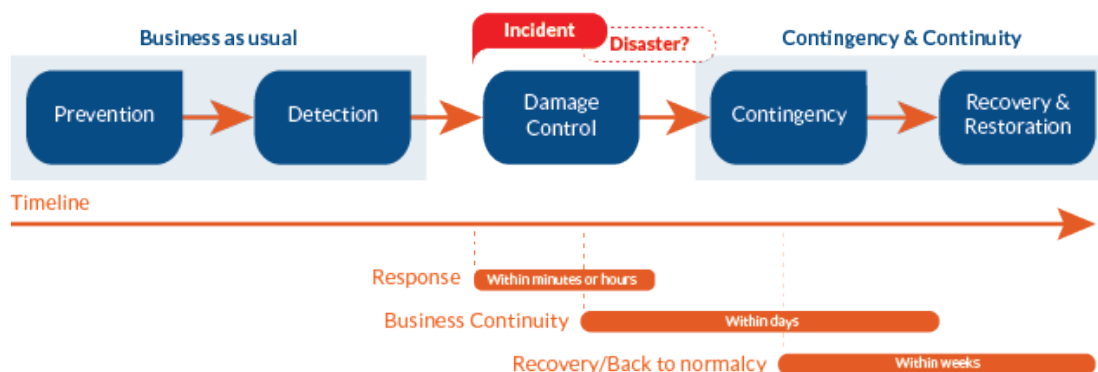 Business as usual
Incident
Disaster?
Contingency & Continuity
Prevention
Detection
Damage
Control
Contingency
Recovery &
Restoration
Timeline
Response
Within minutes or hours
Business Continuity
Within days
Recovery/Back to normalcy
Within weeks